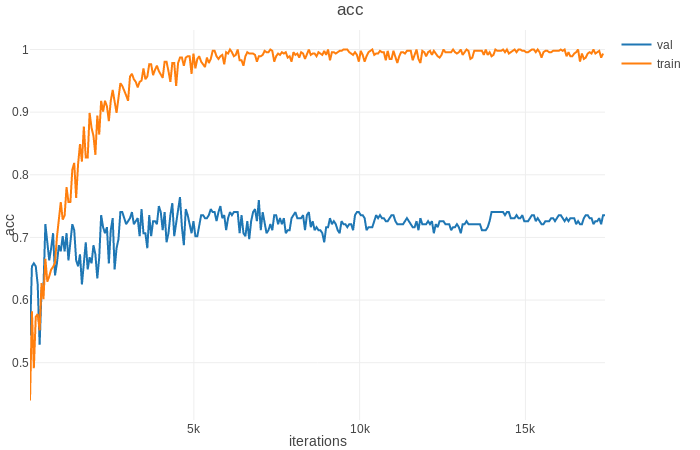 acc
val
train
1
0.9
0.8
0.7
0.6
0.5
acc
5k
10k
15k
iterations